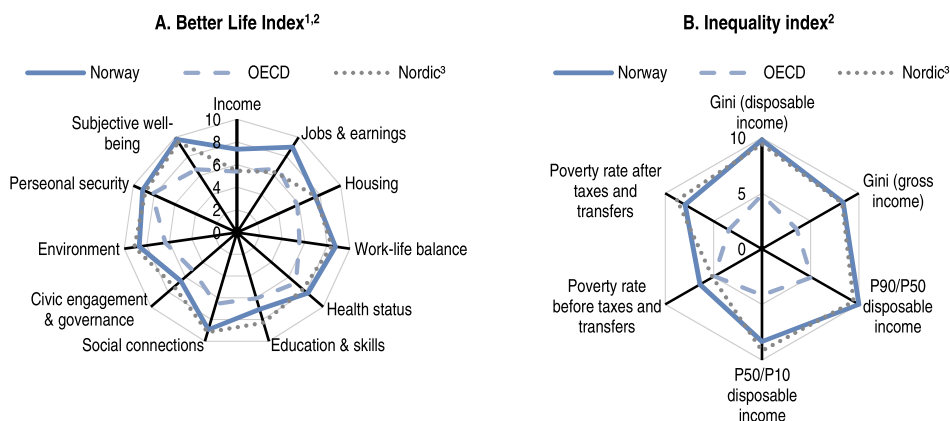 A. Better Life Index1,2
Norway
OECD
Nordic³
Income
10
8
6
4
2
0
Jobs & earnings
Housing
Work-life balance
Health status
Education & skills
Social connections
Civic engagement
& governance
Environment
Perseonal security
Subjective well-
being
B. Inequality index²
Norway
OECD
Nordic³
Gini (disposable
income)
10
5
0
Gini (gross
income)
P90/P50
disposable
income
P50/P10
disposable
income
Poverty rate
before taxes and
transfers
Poverty rate after
taxes and
transfers